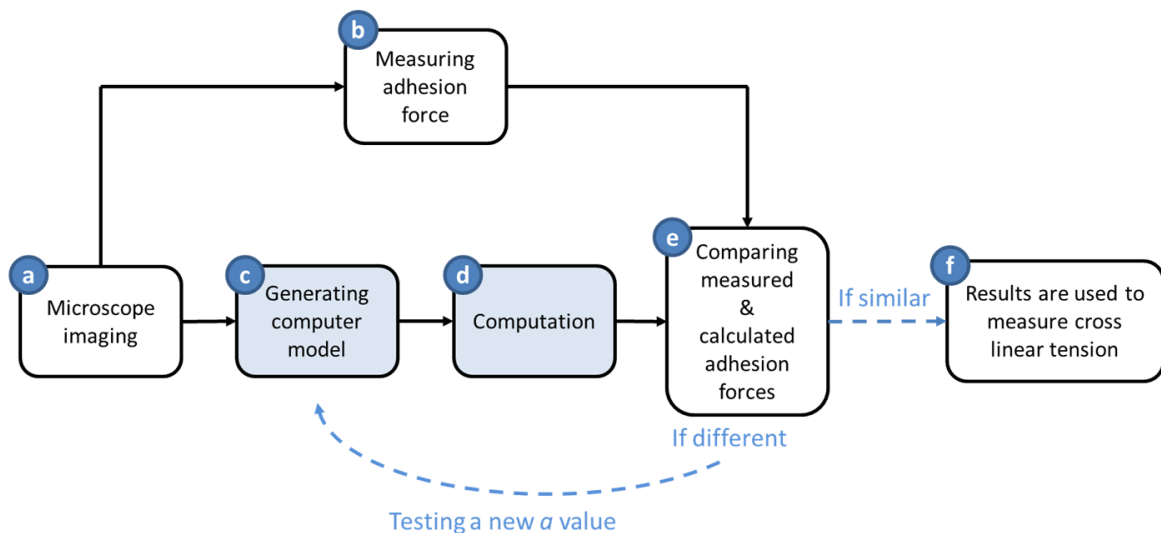 b
Measuring
adhesion
force
a
Microscope
imaging
c
Generating
computer
model
d
Computation
e
Comparing
measured
&
calculated
adhesion
forces
If similar
f
Results are used to
measure cross
linear tension
If different
Testing a new a value